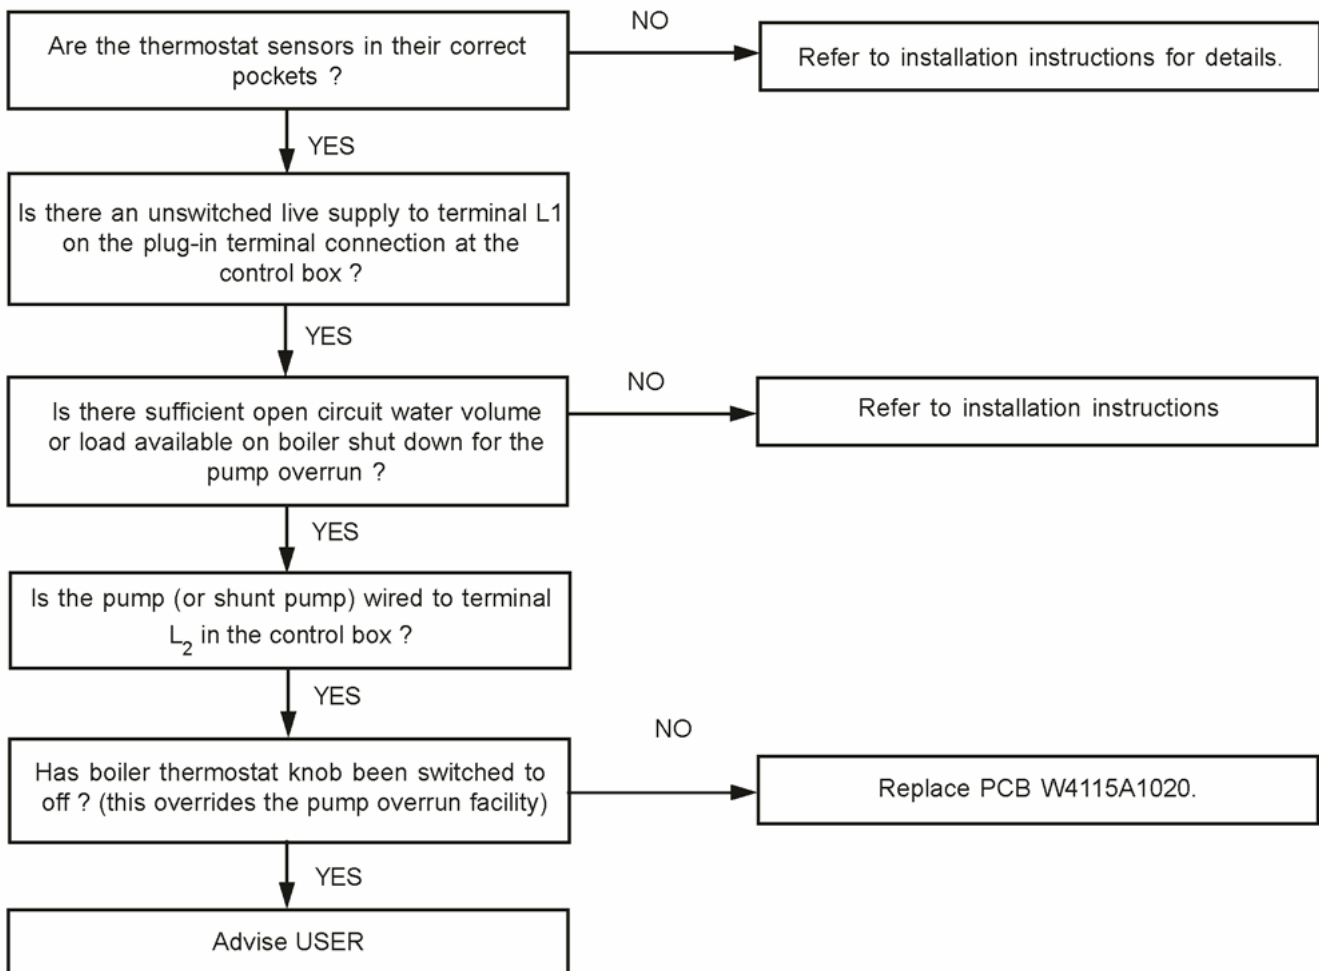 NO
Are the thermostat sensors in their correct
pockets ?
Refer to installation instructions for details.
YES
Is there an unswitched live supply to terminal L1
on the plug-in terminal connection at the
control box ?
YES
NO
Is there sufficient open circuit water volume
or load available on boiler shut down for the
pump overrun ?
Refer to installation instructions
YES
Is the pump (or shunt pump) wired to terminal
L2 in the control box ?
YES
NO
Has boiler thermostat knob been switched to
off ? (this overrides the pump overrun facility)
Replace PCB W4115A1020.
YES
Advise USER